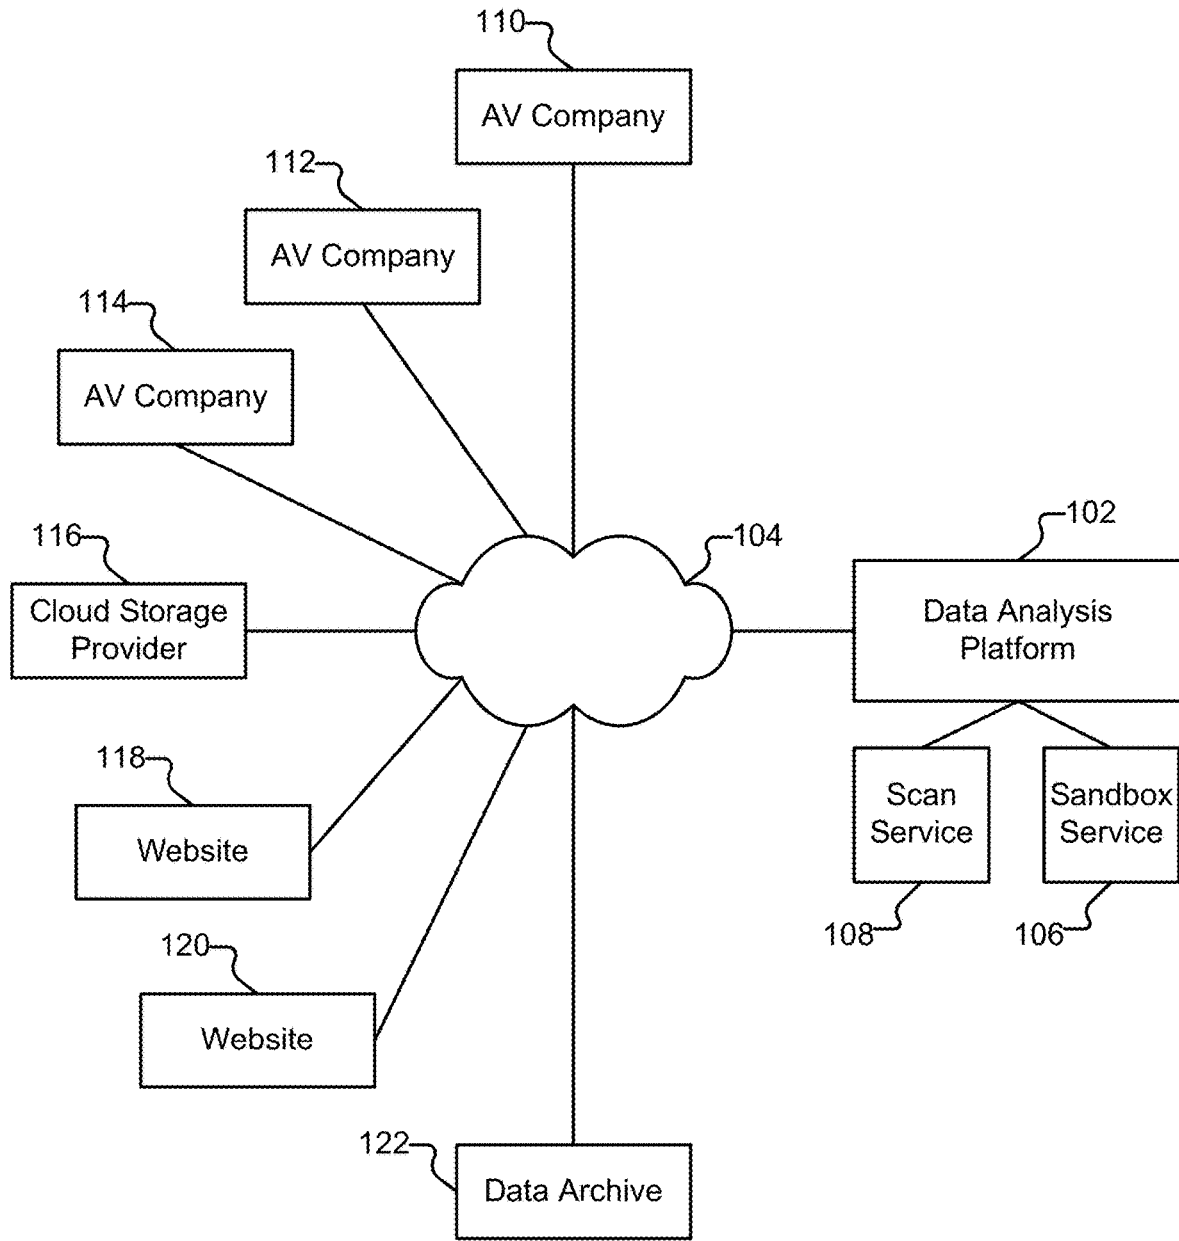 110
AV Company
112
AV Company
114
AV Company
116
Cloud Storage
Provider
104
102
Data Analysis
Platform
118
Website
Scan
Service
Sandbox
Service
108
106
120
Website
122
Data Archive